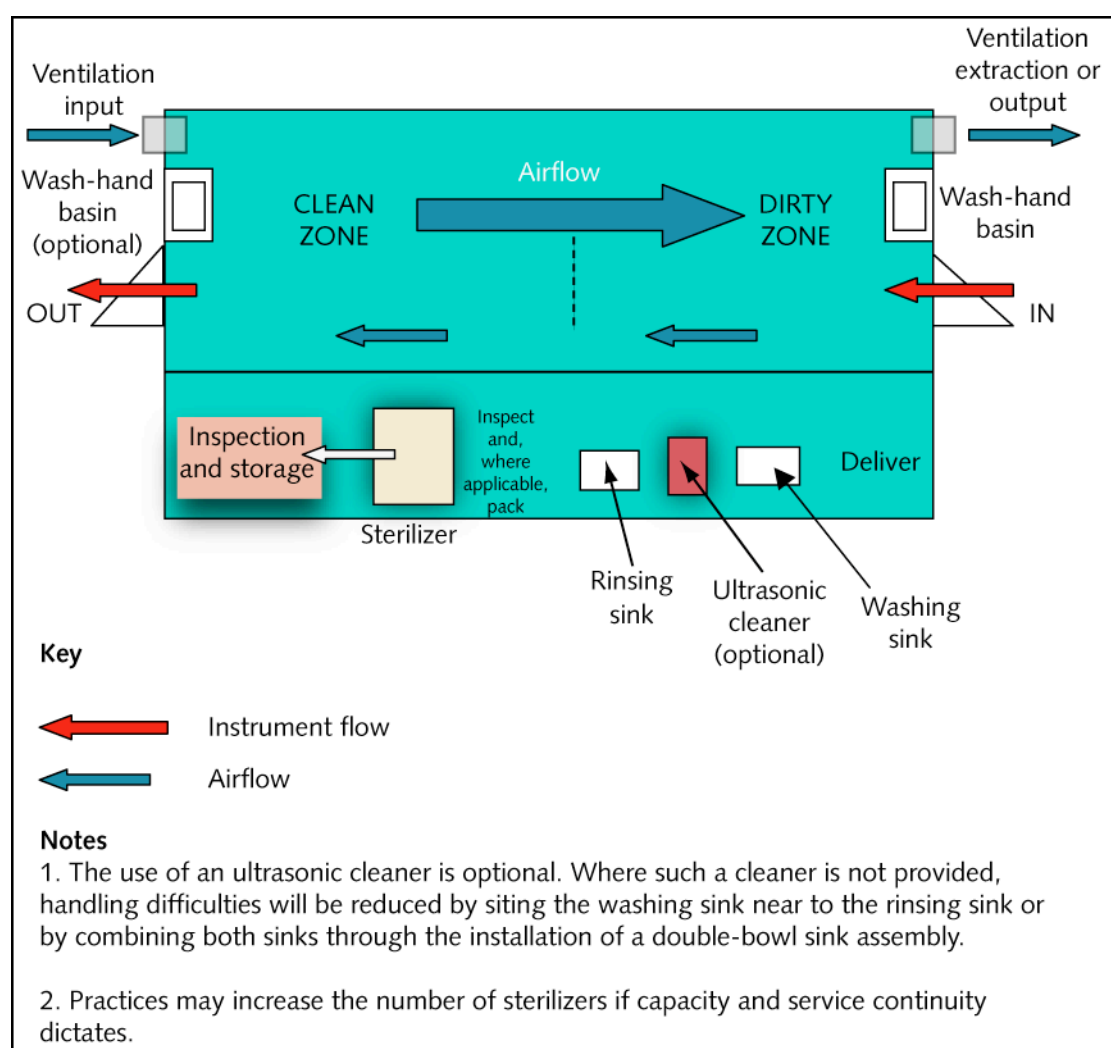 Ventilation
input
Ventilation
extraction or
output
Wash-hand
basin
(optional)
CLEAN
ZONE
Airflow
DIRTY
ZONE
Wash-hand
basin
OUT
IN
Inspection
and storage
Sterilizer
Inspect
and,
where
applicable,
pack
Deliver
Rinsing
sink
Ultrasonic
cleaner
(optional)
Washing
sink
Key
Instrument flow
Airflow
Notes
1. The use of an ultrasonic cleaner is optional. Where such a cleaner is not provided,
handling difficulties will be reduced by siting the washing sink near to the rinsing sink or
by combining both sinks through the installation of a double-bowl sink assembly.
2. Practices may increase the number of sterilizers if capacity and service continuity
dictates.